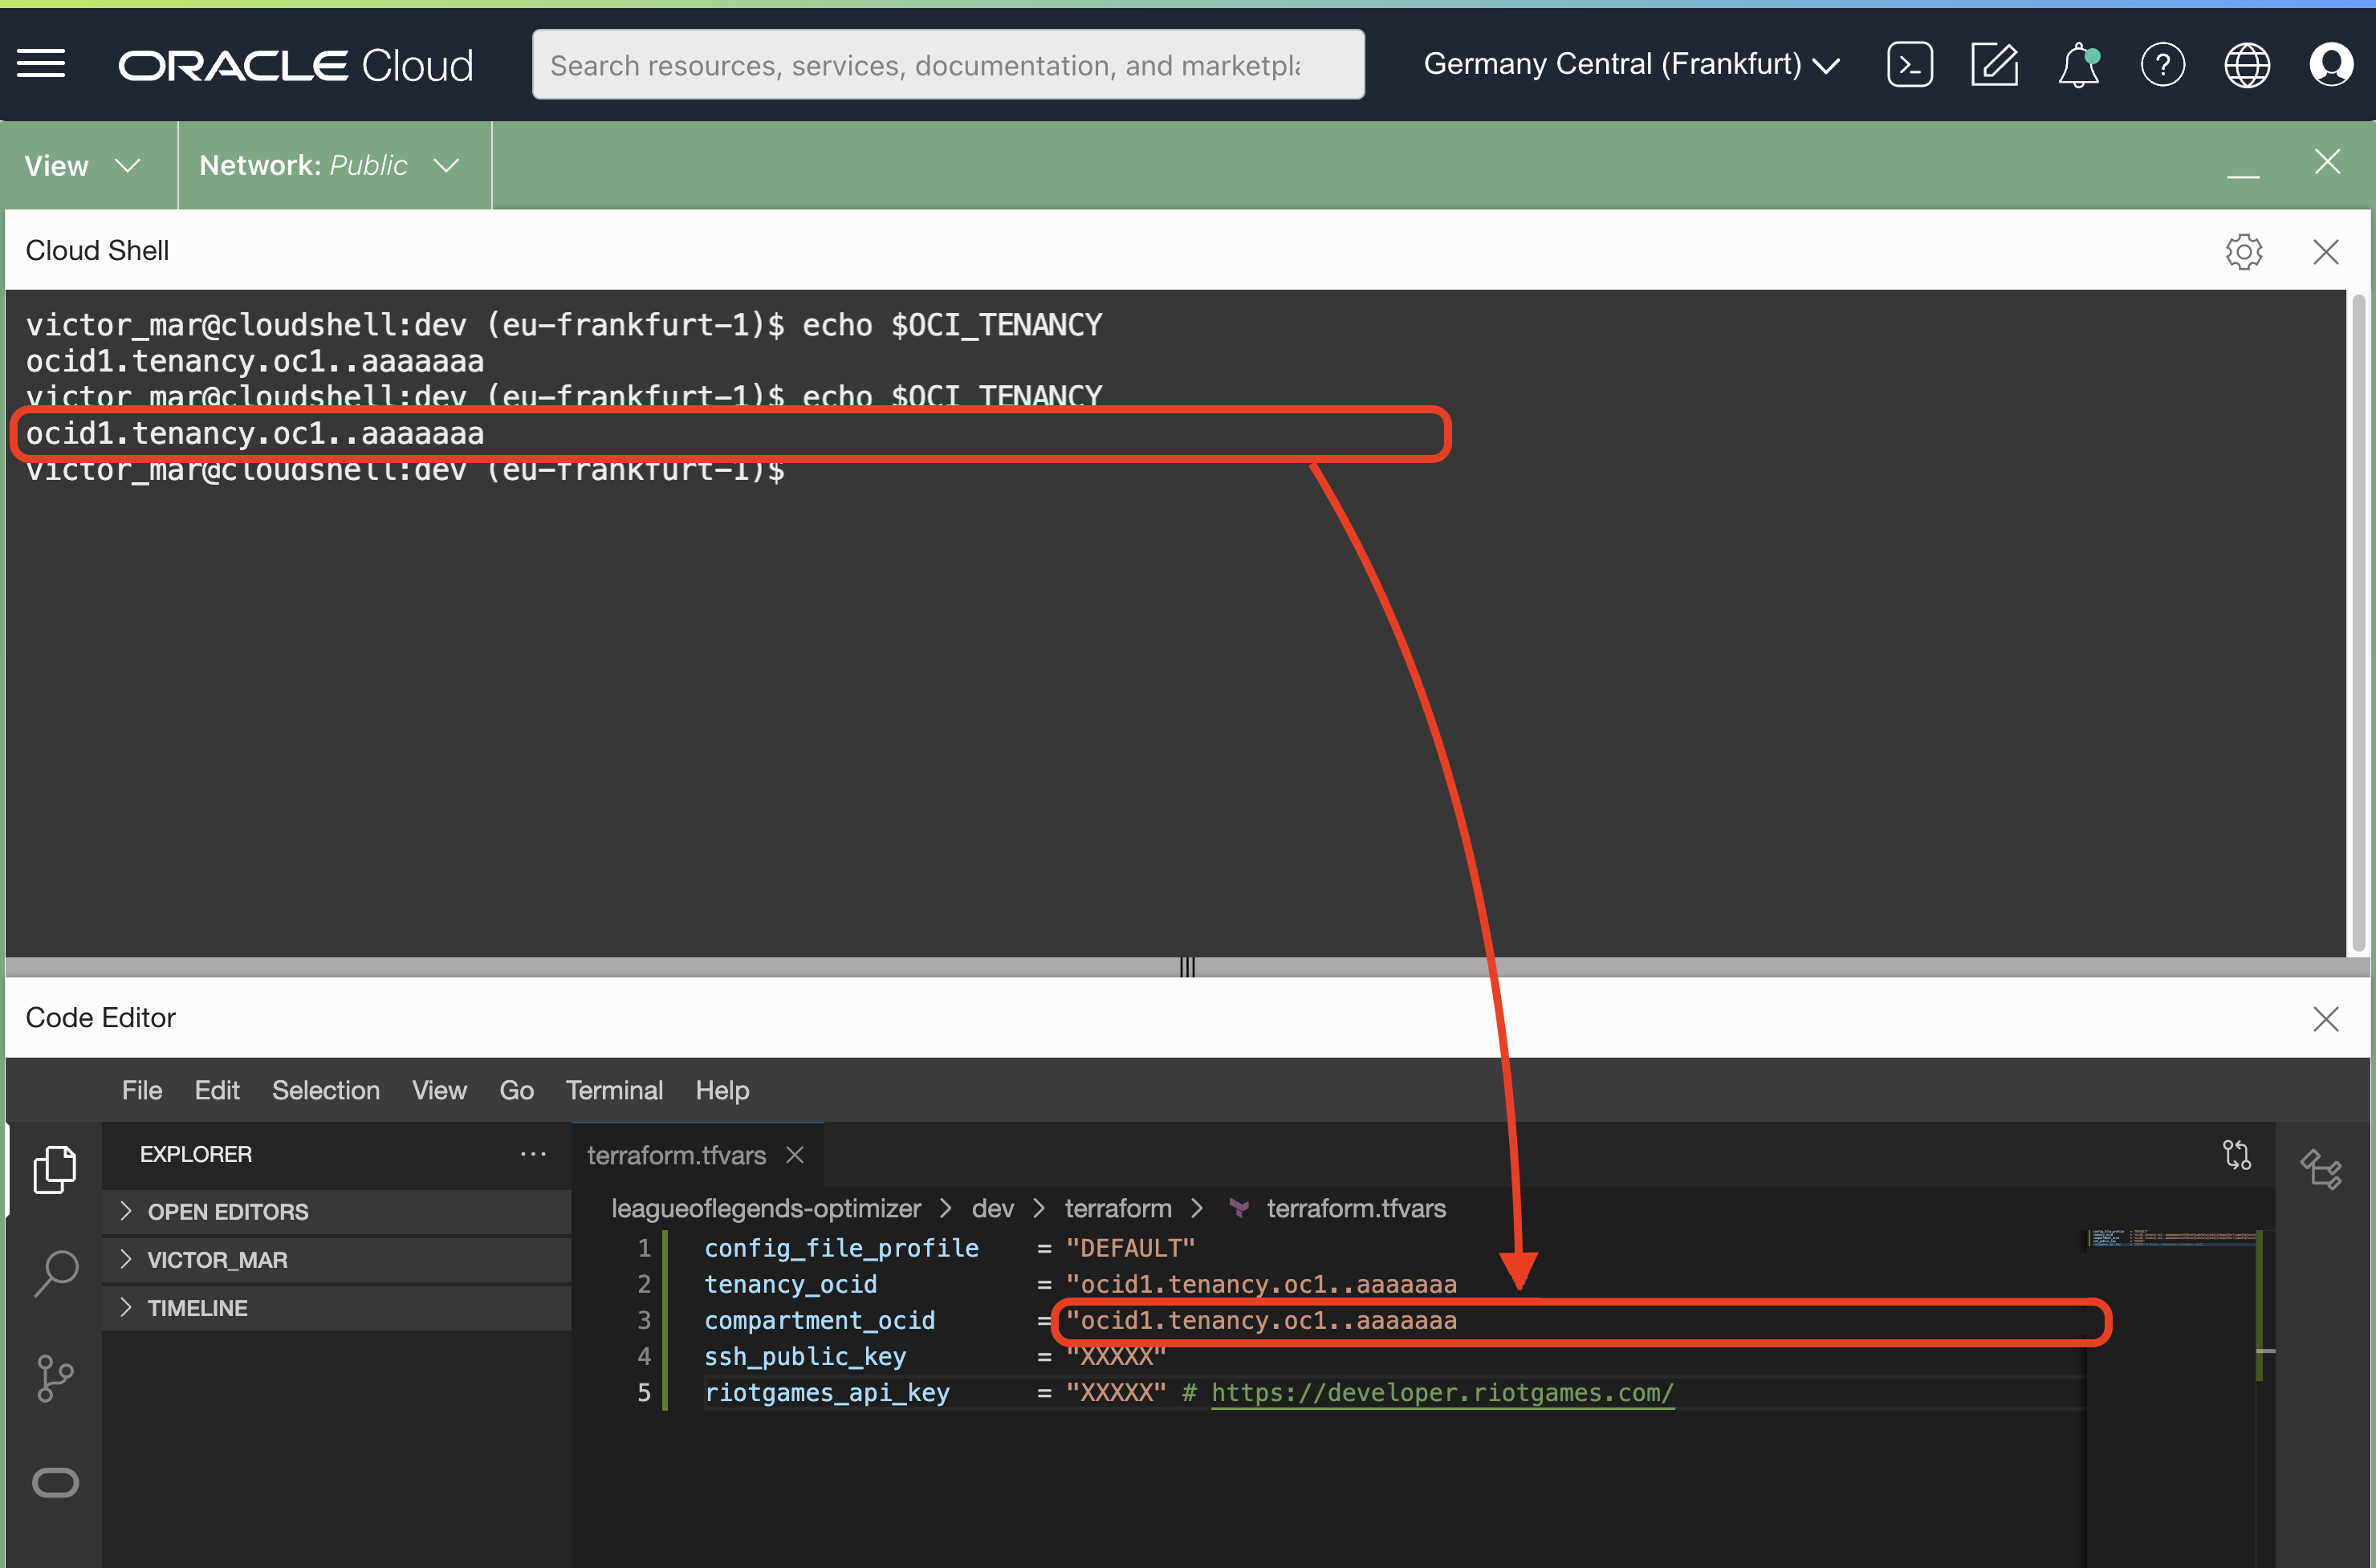 ORACLE Cloud
Search resources, services, documentation, and marketpl
Germany Central (Frankfurt)
View
Network: Public
Cloud Shell
victor_mar@cloudshell:dev (eu-frankfurt-1)$ echo $OCI_TENANCY
ocid1.tenancy.oc1..aaaaaaa
victor_mar@cloudshell:dev (eu-frankfurt-1)$ echo $OCI_TENANCY
ocid1.tenancy.oc1..aaaaaaa
victor_mar@cloudshell:dev (eu-frankfurt-1)$
Code Editor
File Edit Selection View Go Terminal Help
EXPLORER
OPEN EDITORS
VICTOR_MAR
TIMELINE
terraform.tfvars
leagueoflegends-optimizer > dev > terraform > terraform.tfvars
1 config_file_profile = "DEFAULT"
2 tenancy_ocid = "ocid1.tenancy.oc1..aaaaaaa
3 compartment_ocid = "ocid1.tenancy.oc1..aaaaaaa
4 ssh_public_key = "XXXXX"
5 riotgames_api_key = "XXXXX" # https://developer.riotgames.com/